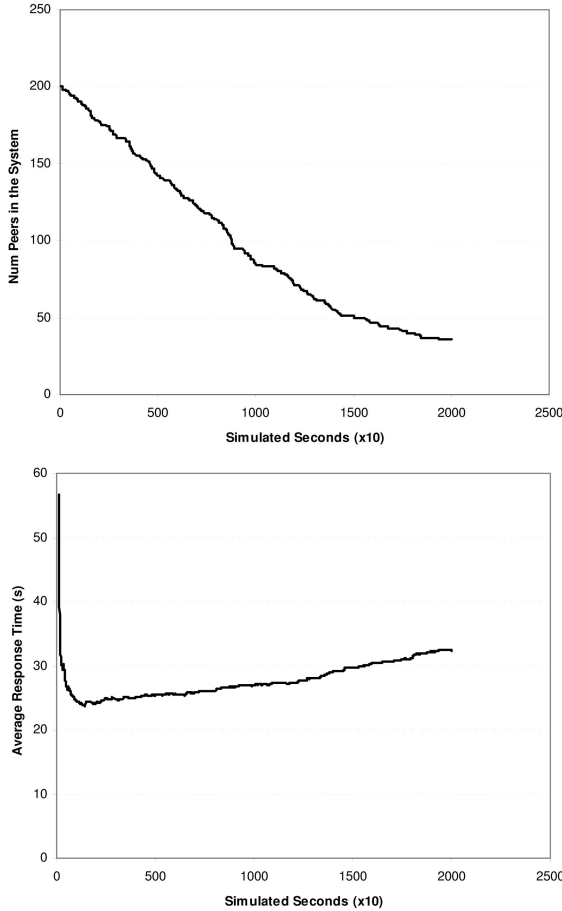 250
200
150
100
50
0
Num Peers in the System
0 500 1000 1500 2000 2500
Simulated Seconds (x10)
60
50
40
30
20
10
0
Average Response Time (s)
0 500 1000 1500 2000 2500
Simulated Seconds (x10)